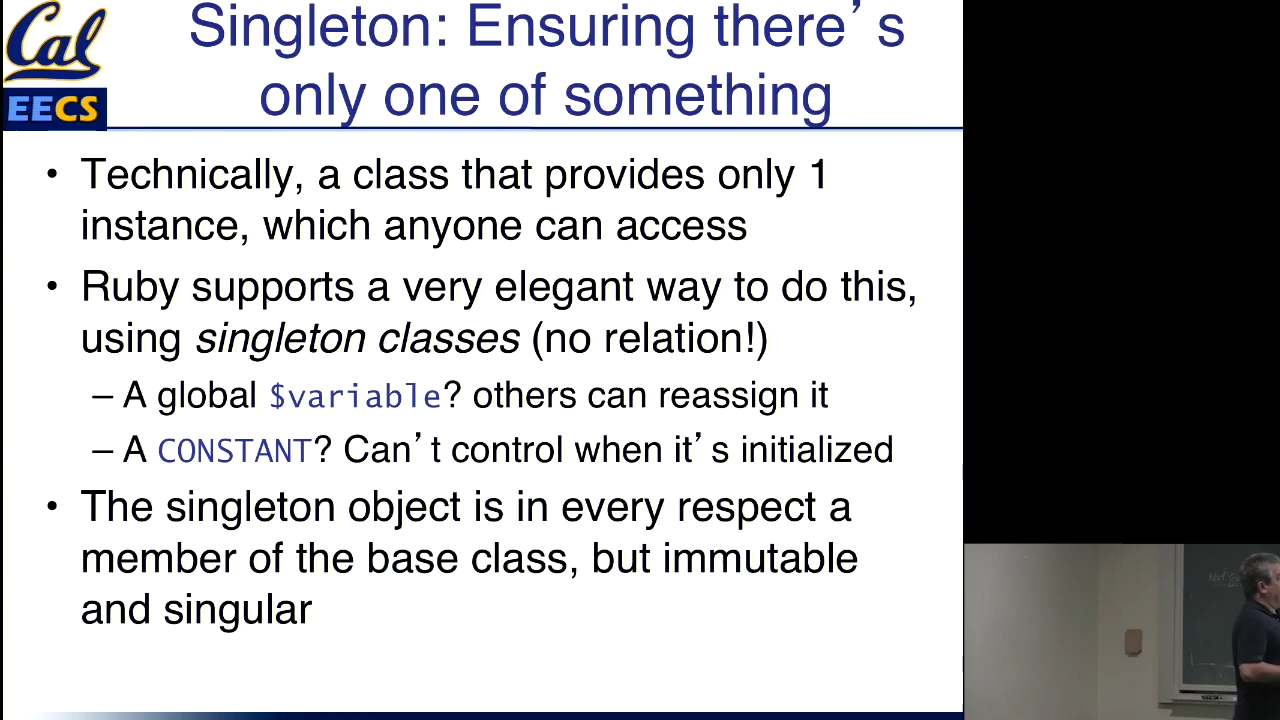 Cal
EECS
Singleton: Ensuring there’s
only one of something
• Technically, a class that provides only 1
instance, which anyone can access
• Ruby supports a very elegant way to do this,
using singleton classes (no relation!)
– A global $variable? others can reassign it
– A CONSTANT? Can’t control when it’s initialized
• The singleton object is in every respect a
member of the base class, but immutable
and singular